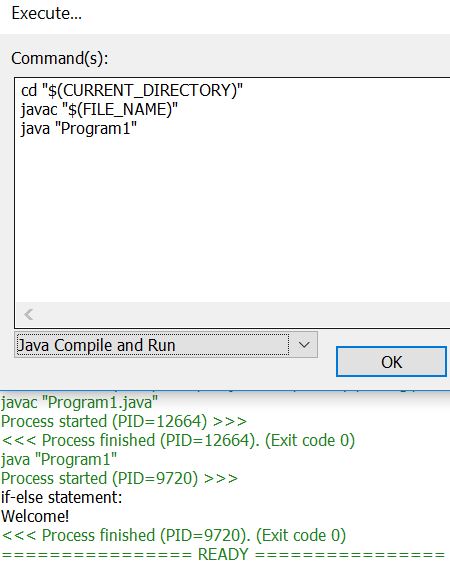 Execute...
Command(s):
cd "$(CURRENT_DIRECTORY)"
javac "$(FILE_NAME)"
java "Program1"
Java Compile and Run
OK
javac "Program1.java"
Process started (PID=12664) >>>
<<< Process finished (PID=12664). (Exit code 0)
java "Program1"
Process started (PID=9720) >>>
if-else statement:
Welcome!
<<< Process finished (PID=9720). (Exit code 0)
================ READY ================